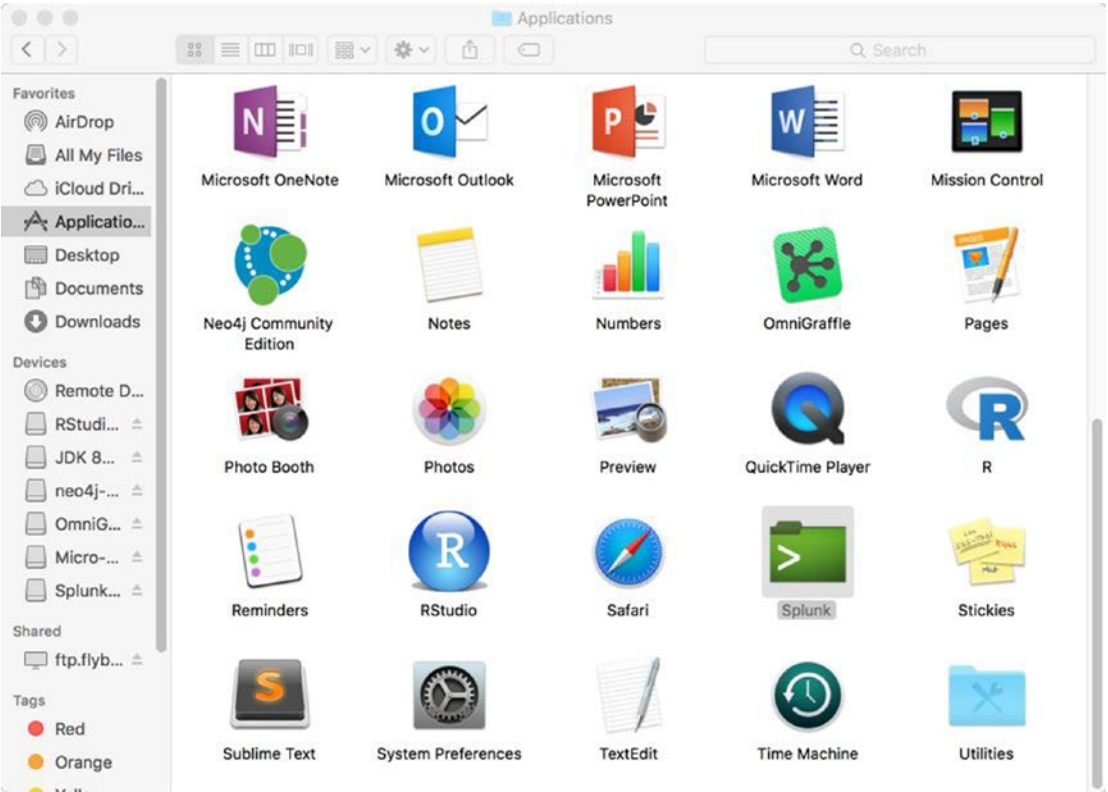 Applications
Search
Favorites
AirDrop
All My Files
iCloud Dri...
Applicatio...
Desktop
Documents
Downloads
Devices
Remote D...
RStudi...
JDK 8...
neo4j-...
OmniG...
Micro-...
Splunk...
Shared
ftp.flyb...
Tags
Red
Orange
Microsoft OneNote
Microsoft Outlook
Microsoft
PowerPoint
Microsoft Word
Mission Control
Neo4j Community
Edition
Notes
Numbers
OmniGraffle
PAGES
Pages
Photo Booth
Photos
Preview
QuickTime Player
R
R
Reminders
R
RStudio
Safari
>
Splunk
Stickies
S
Sublime Text
System Preferences
TextEdit
Time Machine
Utilities
N
O
P
W